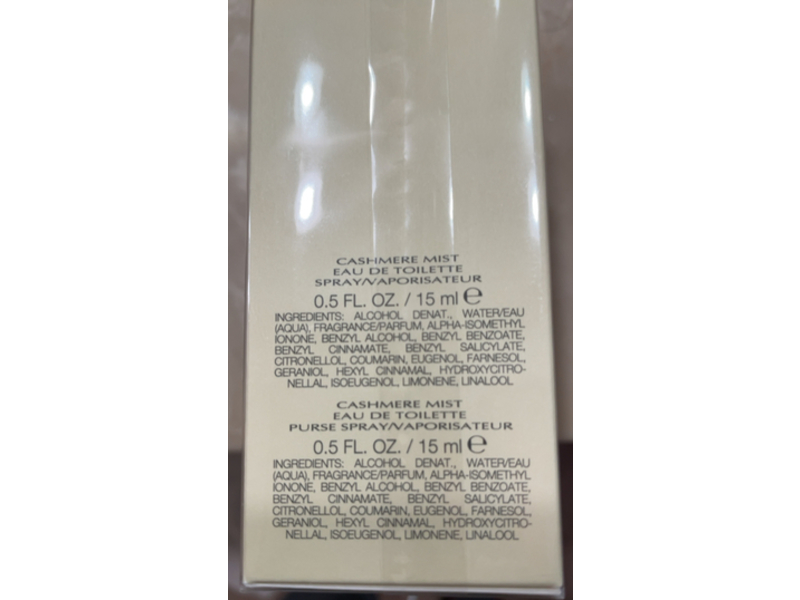 CASHMERE MIST
EAU DE TOILETTE
SPRAY/VAPORISATEUR
0.5 FL. OZ. / 15 ml ℮
INGREDIENTS: ALCOHOL DENAT., WATER/EAU
(AQUA), FRAGRANCE/PARFUM, ALPHA-ISOMETHYL
IONONE, BENZYL ALCOHOL, BENZYL BENZOATE,
BENZYL CINNAMATE, BENZYL SALICYLATE,
CITRONELLOL, COUMARIN, EUGENOL, FARNESOL,
GERANIOL, HEXYL CINNAMAL, HYDROXYCITRO-
NELLAL, ISOEUGENOL, LIMONENE, LINALOOL
CASHMERE MIST
EAU DE TOILETTE
PURSE SPRAY/VAPORISATEUR
0.5 FL. OZ. / 15 ml ℮
INGREDIENTS: ALCOHOL DENAT., WATER/EAU
(AQUA), FRAGRANCE/PARFUM, ALPHA-ISOMETHYL
IONONE, BENZYL ALCOHOL, BENZYL BENZOATE,
BENZYL CINNAMATE, BENZYL SALICYLATE,
CITRONELLOL, COUMARIN, EUGENOL, FARNESOL,
GERANIOL, HEXYL CINNAMAL, HYDROXYCITRO-
NELLAL, ISOEUGENOL, LIMONENE, LINALOOL